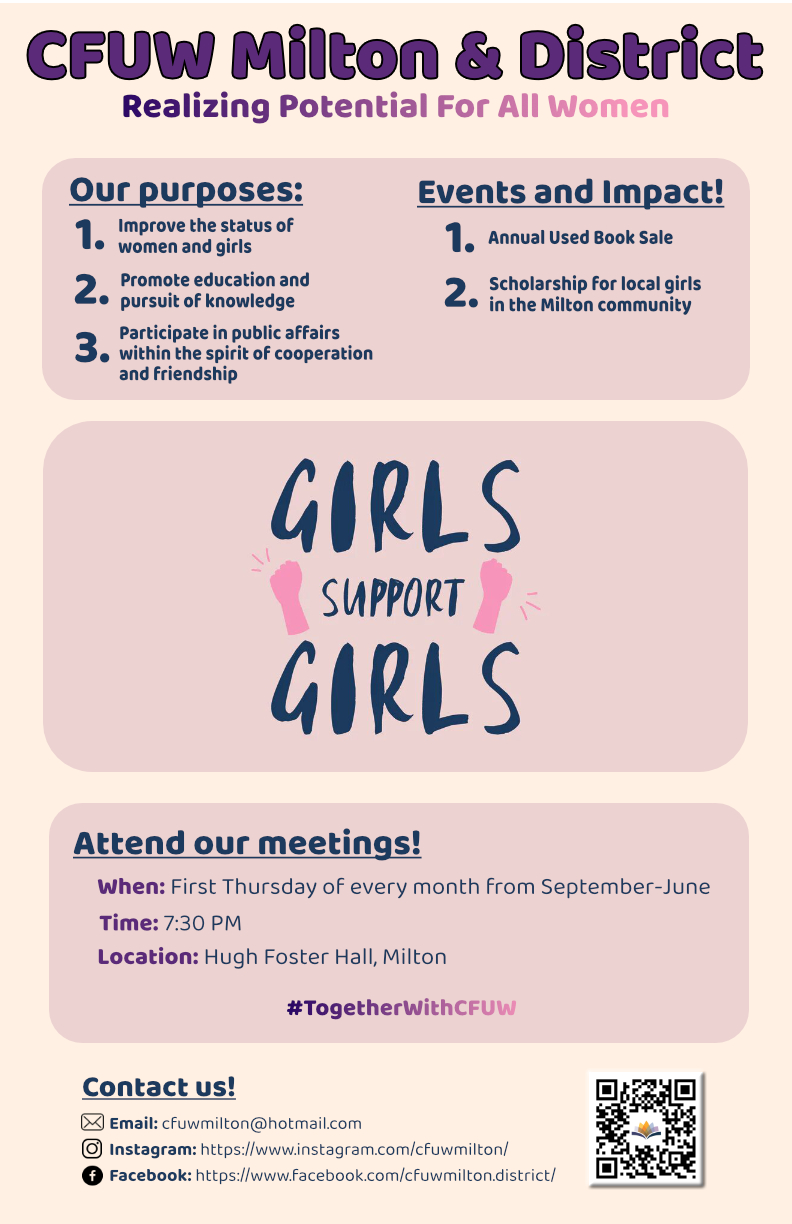 CFUW Milton & District
Realizing Potential For All Women
Our purposes:
1. Improve the status of
women and girls
2. Promote education and
pursuit of knowledge
3. Participate in public affairs
within the spirit of cooperation
and friendship
Events and Impact!
1. Annual Used Book Sale
2. Scholarship for local girls
in the Milton community
GIRLS
SUPPORT
GIRLS
Attend our meetings!
When: First Thursday of every month from September-June
Time: 7:30 PM
Location: Hugh Foster Hall, Milton
#TogetherWithCFUW
Contact us!
Email: cfuwmilton@hotmail.com
Instagram: https://www.instagram.com/cfuwmilton/
Facebook: https://www.facebook.com/cfuwmilton.district/